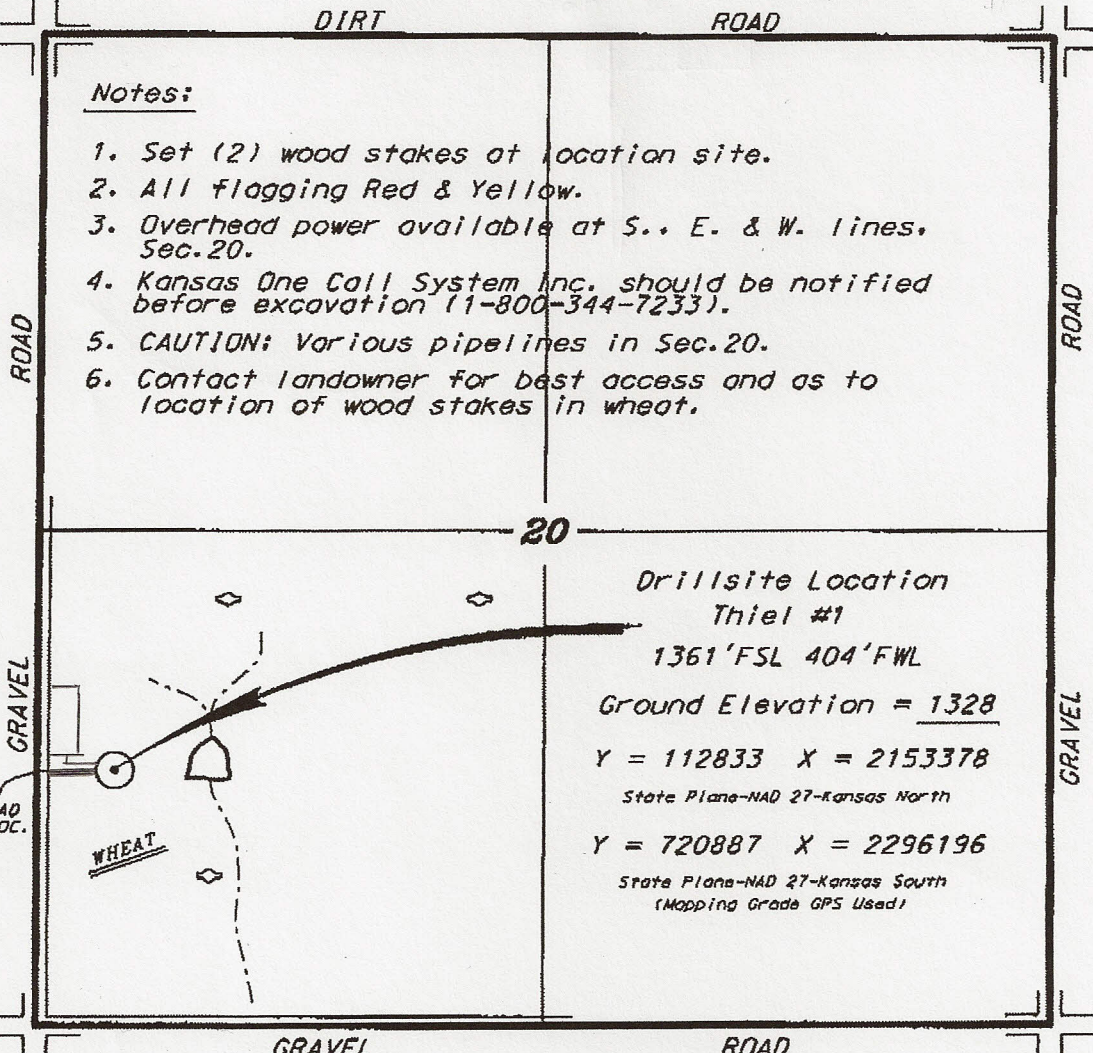 DIRT ROAD
Notes:
1. Set (2) wood stakes at location site.
2. All flagging Red & Yellow.
3. Overhead power available at S., E. & W. lines,
Sec.20.
4. Kansas One Call System Inc. should be notified
before excavation (1-800-344-7233).
5. CAUTION: Various pipelines in Sec.20.
6. Contact landowner for best access and as to
location of wood stakes in wheat.
ROAD
ROAD
20
Drillsite Location
Thiel #1
1361'FSL 404'FWL
Ground Elevation = 1328
Y = 112833 X = 2153378
State Plane-NAD 27-Kansas North
Y = 720887 X = 2296196
State Plane-NAD 27-Kansas South
(Mapping Grade GPS Used)
GRAVEL
GRAVEL
WHEAT
GRAVEL ROAD